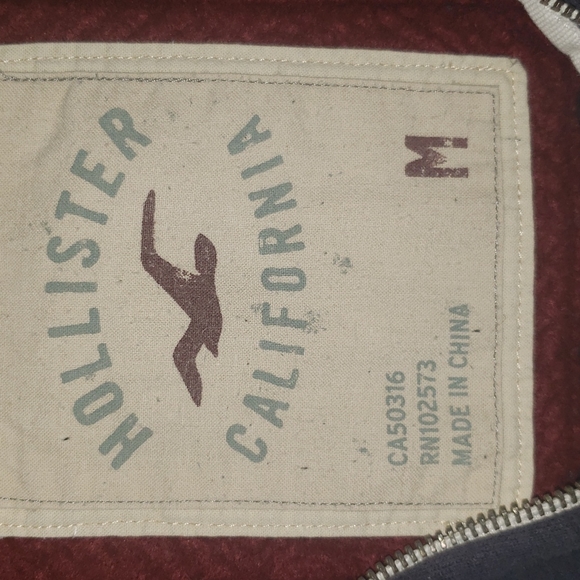 HOLLISTER
CALIFORNIA
M
CA50316
RN102573
MADE IN CHINA